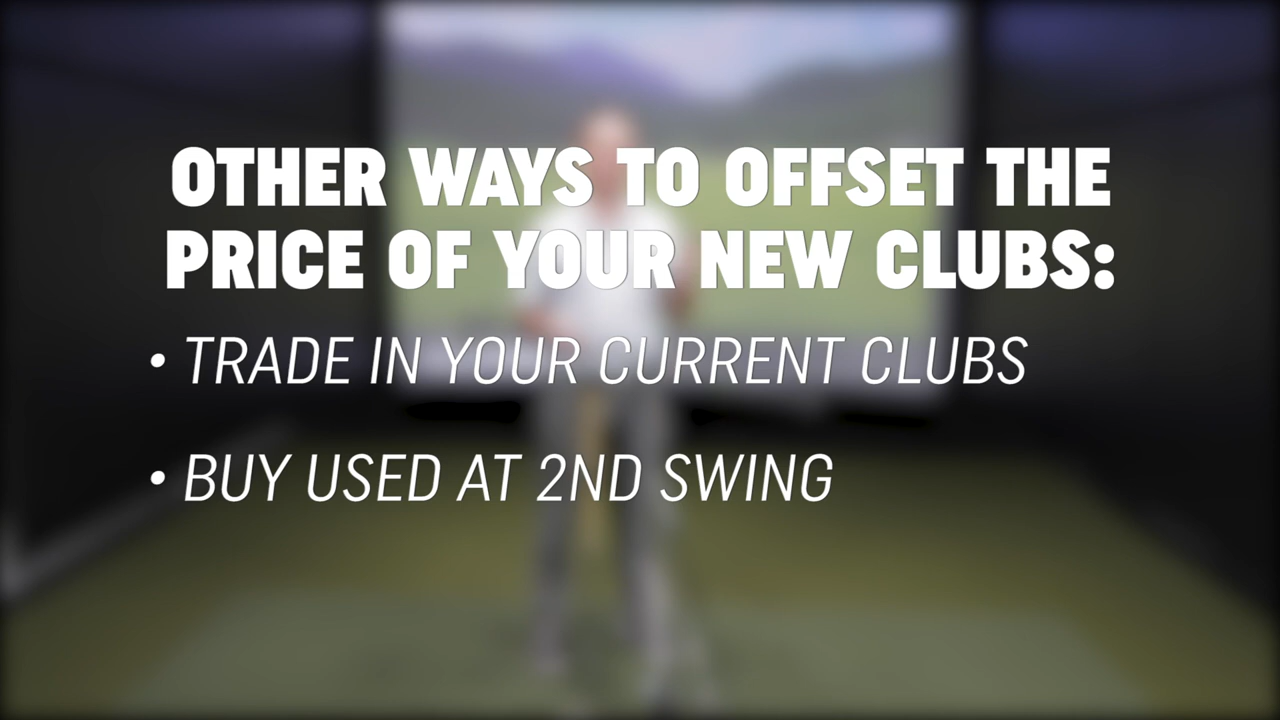 OTHER WAYS TO OFFSET THE
PRICE OF YOUR NEW CLUBS:
• TRADE IN YOUR CURRENT CLUBS
• BUY USED AT 2ND SWING